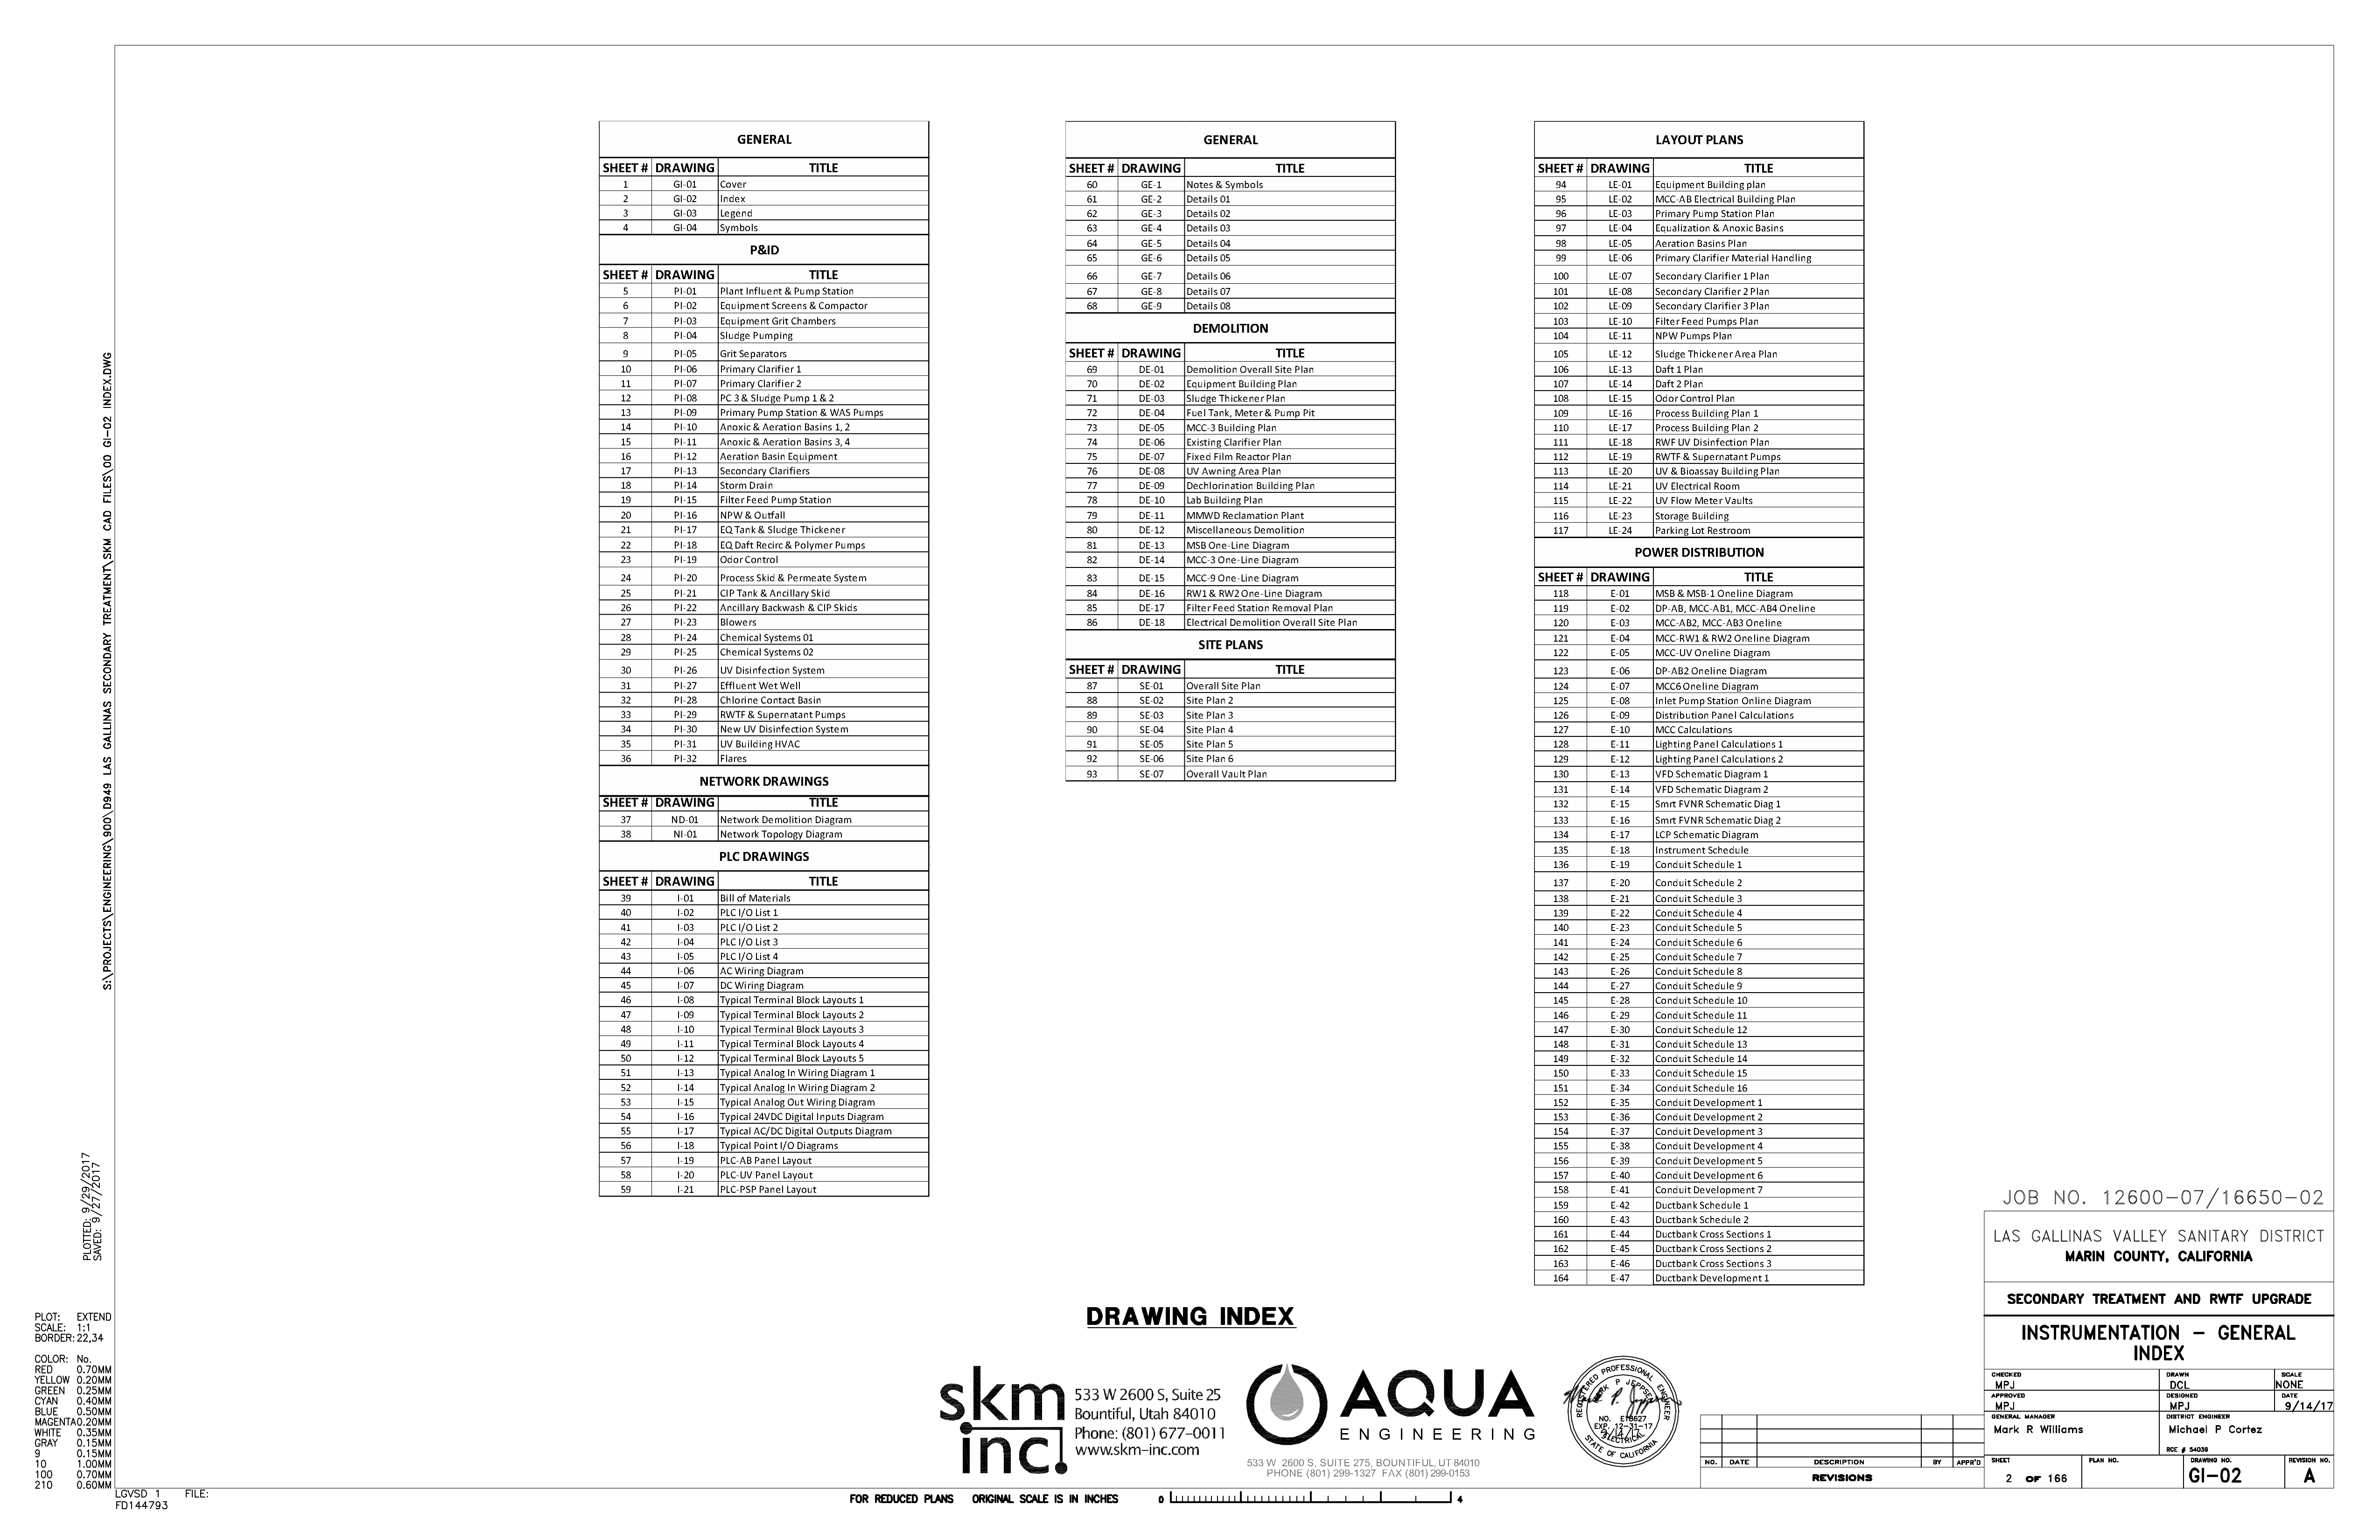 GENERAL
SHEET # DRAWING TITLE
1 GI-01 Cover
2 GI-02 Index
3 GI-03 Legend
4 GI-04 Symbols
P&ID
SHEET # DRAWING TITLE
5 PI-01 Plant Influent & Pump Station
6 PI-02 Equipment Screens & Compactor
7 PI-03 Equipment Grit Chambers
8 PI-04 Sludge Pumping
9 PI-05 Grit Separators
10 PI-06 Primary Clarifier 1
11 PI-07 Primary Clarifier 2
12 PI-08 PC 3 & Sludge Pump 1 & 2
13 PI-09 Primary Pump Station & WAS Pumps
14 PI-10 Anoxic & Aeration Basins 1, 2
15 PI-11 Anoxic & Aeration Basins 3, 4
16 PI-12 Aeration Basin Equipment
17 PI-13 Secondary Clarifiers
18 PI-14 Storm Drain
19 PI-15 Filter Feed Pump Station
20 PI-16 NPW & Outfall
21 PI-17 EQ Tank & Sludge Thickener
22 PI-18 EQ Daft Recirc & Polymer Pumps
23 PI-19 Odor Control
24 PI-20 Process Skid & Permeate System
25 PI-21 CIP Tank & Ancillary Skid
26 PI-22 Ancillary Backwash & CIP Skids
27 PI-23 Blowers
28 PI-24 Chemical Systems 01
29 PI-25 Chemical Systems 02
30 PI-26 UV Disinfection System
31 PI-27 Effluent Wet Well
32 PI-28 Chlorine Contact Basin
33 PI-29 RWTF & Supernatant Pumps
34 PI-30 New UV Disinfection System
35 PI-31 UV Building HVAC
36 PI-32 Flares
NETWORK DRAWINGS
SHEET # DRAWING TITLE
37 ND-01 Network Demolition Diagram
38 NI-01 Network Topology Diagram
PLC DRAWINGS
SHEET # DRAWING TITLE
39 I-01 Bill of Materials
40 I-02 PLC I/O List 1
41 I-03 PLC I/O List 2
42 I-04 PLC I/O List 3
43 I-05 PLC I/O List 4
44 I-06 AC Wiring Diagram
45 I-07 DC Wiring Diagram
46 I-08 Typical Terminal Block Layouts 1
47 I-09 Typical Terminal Block Layouts 2
48 I-10 Typical Terminal Block Layouts 3
49 I-11 Typical Terminal Block Layouts 4
50 I-12 Typical Terminal Block Layouts 5
51 I-13 Typical Analog In Wiring Diagram 1
52 I-14 Typical Analog In Wiring Diagram 2
53 I-15 Typical Analog Out Wiring Diagram
54 I-16 Typical 24VDC Digital Inputs Diagram
55 I-17 Typical AC/DC Digital Outputs Diagram
56 I-18 Typical Point I/O Diagrams
57 I-19 PLC-AB Panel Layout
58 I-20 PLC-UV Panel Layout
59 I-21 PLC-PSP Panel Layout
GENERAL
SHEET # DRAWING TITLE
60 GE-1 Notes & Symbols
61 GE-2 Details 01
62 GE-3 Details 02
63 GE-4 Details 03
64 GE-5 Details 04
65 GE-6 Details 05
66 GE-7 Details 06
67 GE-8 Details 07
68 GE-9 Details 08
DEMOLITION
SHEET # DRAWING TITLE
69 DE-01 Demolition Overall Site Plan
70 DE-02 Equipment Building Plan
71 DE-03 Sludge Thickener Plan
72 DE-04 Fuel Tank, Meter & Pump Pit
73 DE-05 MCC-3 Building Plan
74 DE-06 Existing Clarifier Plan
75 DE-07 Fixed Film Reactor Plan
76 DE-08 UV Awning Area Plan
77 DE-09 Dechlorination Building Plan
78 DE-10 Lab Building Plan
79 DE-11 MMWD Reclamation Plant
80 DE-12 Miscellaneous Demolition
81 DE-13 MSB One-Line Diagram
82 DE-14 MCC-3 One-Line Diagram
83 DE-15 MCC-9 One-Line Diagram
84 DE-16 RW1 & RW2 One-Line Diagram
85 DE-17 Filter Feed Station Removal Plan
86 DE-18 Electrical Demolition Overall Site Plan
SITE PLANS
SHEET # DRAWING TITLE
87 SE-01 Overall Site Plan
88 SE-02 Site Plan 2
89 SE-03 Site Plan 3
90 SE-04 Site Plan 4
91 SE-05 Site Plan 5
92 SE-06 Site Plan 6
93 SE-07 Overall Vault Plan
LAYOUT PLANS
SHEET # DRAWING TITLE
94 LE-01 Equipment Building plan
95 LE-02 MCC-AB Electrical Building Plan
96 LE-03 Primary Pump Station Plan
97 LE-04 Equalization & Anoxic Basins
98 LE-05 Aeration Basins Plan
99 LE-06 Primary Clarifier Material Handling
100 LE-07 Secondary Clarifier 1 Plan
101 LE-08 Secondary Clarifier 2 Plan
102 LE-09 Secondary Clarifier 3 Plan
103 LE-10 Filter Feed Pumps Plan
104 LE-11 NPW Pumps Plan
105 LE-12 Sludge Thickener Area Plan
106 LE-13 Daft 1 Plan
107 LE-14 Daft 2 Plan
108 LE-15 Odor Control Plan
109 LE-16 Process Building Plan 1
110 LE-17 Process Building Plan 2
111 LE-18 RWF UV Disinfection Plan
112 LE-19 RWTF & Supernatant Pumps
113 LE-20 UV & Bioassay Building Plan
114 LE-21 UV Electrical Room
115 LE-22 UV Flow Meter Vaults
116 LE-23 Storage Building
117 LE-24 Parking Lot Restroom
POWER DISTRIBUTION
SHEET # DRAWING TITLE
118 E-01 MSB & MSB-1 Oneline Diagram
119 E-02 DP-AB, MCC-AB1, MCC-AB4 Oneline
120 E-03 MCC-AB2, MCC-AB3 Oneline
121 E-04 MCC-RW1 & RW2 Oneline Diagram
122 E-05 MCC-UV Oneline Diagram
123 E-06 DP-AB2 Oneline Diagram
124 E-07 MCC6 Oneline Diagram
125 E-08 Inlet Pump Station Online Diagram
126 E-09 Distribution Panel Calculations
127 E-10 MCC Calculations
128 E-11 Lighting Panel Calculations 1
129 E-12 Lighting Panel Calculations 2
130 E-13 VFD Schematic Diagram 1
131 E-14 VFD Schematic Diagram 2
132 E-15 Smrt FVNR Schematic Diag 1
133 E-16 Smrt FVNR Schematic Diag 2
134 E-17 LCP Schematic Diagram
135 E-18 Instrument Schedule
136 E-19 Conduit Schedule 1
137 E-20 Conduit Schedule 2
138 E-21 Conduit Schedule 3
139 E-22 Conduit Schedule 4
140 E-23 Conduit Schedule 5
141 E-24 Conduit Schedule 6
142 E-25 Conduit Schedule 7
143 E-26 Conduit Schedule 8
144 E-27 Conduit Schedule 9
145 E-28 Conduit Schedule 10
146 E-29 Conduit Schedule 11
147 E-30 Conduit Schedule 12
148 E-31 Conduit Schedule 13
149 E-32 Conduit Schedule 14
150 E-33 Conduit Schedule 15
151 E-34 Conduit Schedule 16
152 E-35 Conduit Development 1
153 E-36 Conduit Development 2
154 E-37 Conduit Development 3
155 E-38 Conduit Development 4
156 E-39 Conduit Development 5
157 E-40 Conduit Development 6
158 E-41 Conduit Development 7
159 E-42 Ductbank Schedule 1
160 E-43 Ductbank Schedule 2
161 E-44 Ductbank Cross Sections 1
162 E-45 Ductbank Cross Sections 2
163 E-46 Ductbank Cross Sections 3
164 E-47 Ductbank Development 1
S:\PROJECTS\ENGINEERING\900\D949 LAS GALLINAS SECONDARY TREATMENT\SKM CAD FILES\00 GI-02 INDEX.DWG
PLOTTED: 9/29/2017
SAVED: 9/27/2017
PLOT: EXTEND
SCALE: 1:1
BORDER: 22,34
COLOR: No.
RED 0.70MM
YELLOW 0.20MM
GREEN 0.25MM
CYAN 0.40MM
BLUE 0.50MM
MAGENTA0.20MM
WHITE 0.35MM
GRAY 0.15MM
9 0.15MM
10 1.00MM
100 0.70MM
210 0.60MM
LGVSD 1 FILE:
FD144793
DRAWING INDEX
skm inc.
533 W 2600 S, Suite 25
Bountiful, Utah 84010
Phone: (801) 677-0011
www.skm-inc.com
AQUA
ENGINEERING
533 W 2600 S, SUITE 275, BOUNTIFUL, UT 84010
PHONE (801) 299-1327 FAX (801) 299-0153
REGISTERED PROFESSIONAL ENGINEER
MARK P JEPPSEN
NO. E18627
EXP. 12-31-17
ELECTRICAL
STATE OF CALIFORNIA
FOR REDUCED PLANS ORIGINAL SCALE IS IN INCHES 0 4
NO. DATE DESCRIPTION BY APPR'D
REVISIONS
JOB NO. 12600-07/16650-02
LAS GALLINAS VALLEY SANITARY DISTRICT
MARIN COUNTY, CALIFORNIA
SECONDARY TREATMENT AND RWTF UPGRADE
INSTRUMENTATION - GENERAL
INDEX
CHECKED DRAWN SCALE
MPJ DCL NONE
APPROVED DESIGNED DATE
MPJ MPJ 9/14/17
GENERAL MANAGER DISTRICT ENGINEER
Mark R Williams Michael P Cortez
RCE # 54039
SHEET PLAN NO. DRAWING NO. REVISION NO.
2 OF 166 GI-02 A